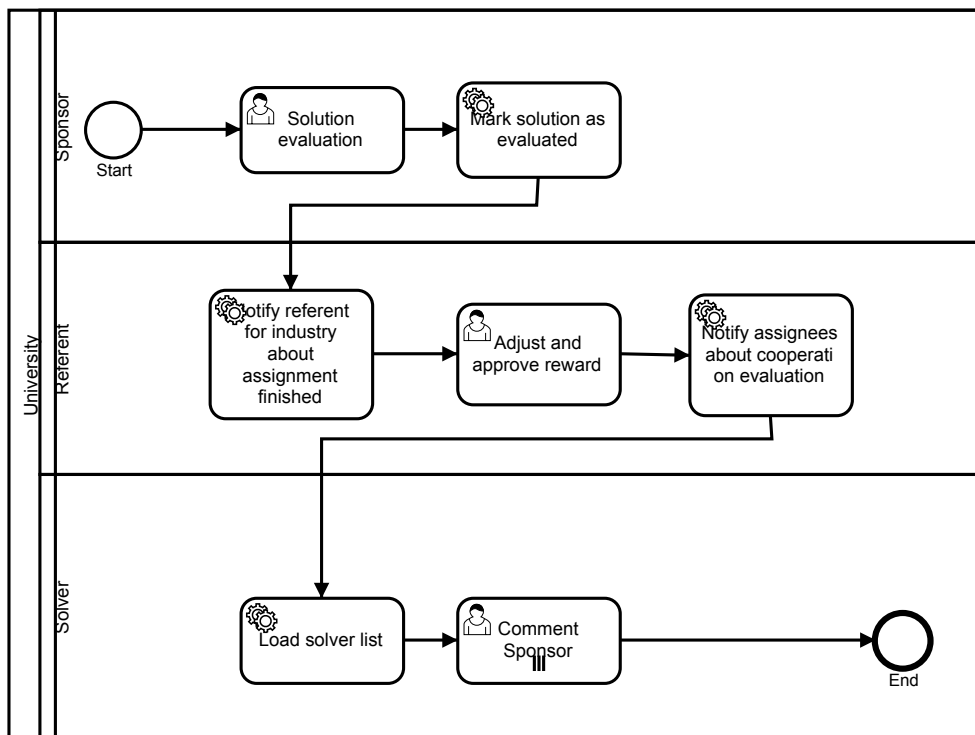 University
Sponsor
Start
Solution
evaluation
Mark solution as
evaluated
Referent
Notify referent
for industry
about
assignment
finished
Adjust and
approve reward
Notify assignees
about cooperati
on evaluation
Solver
Load solver list
Comment
Sponsor
End